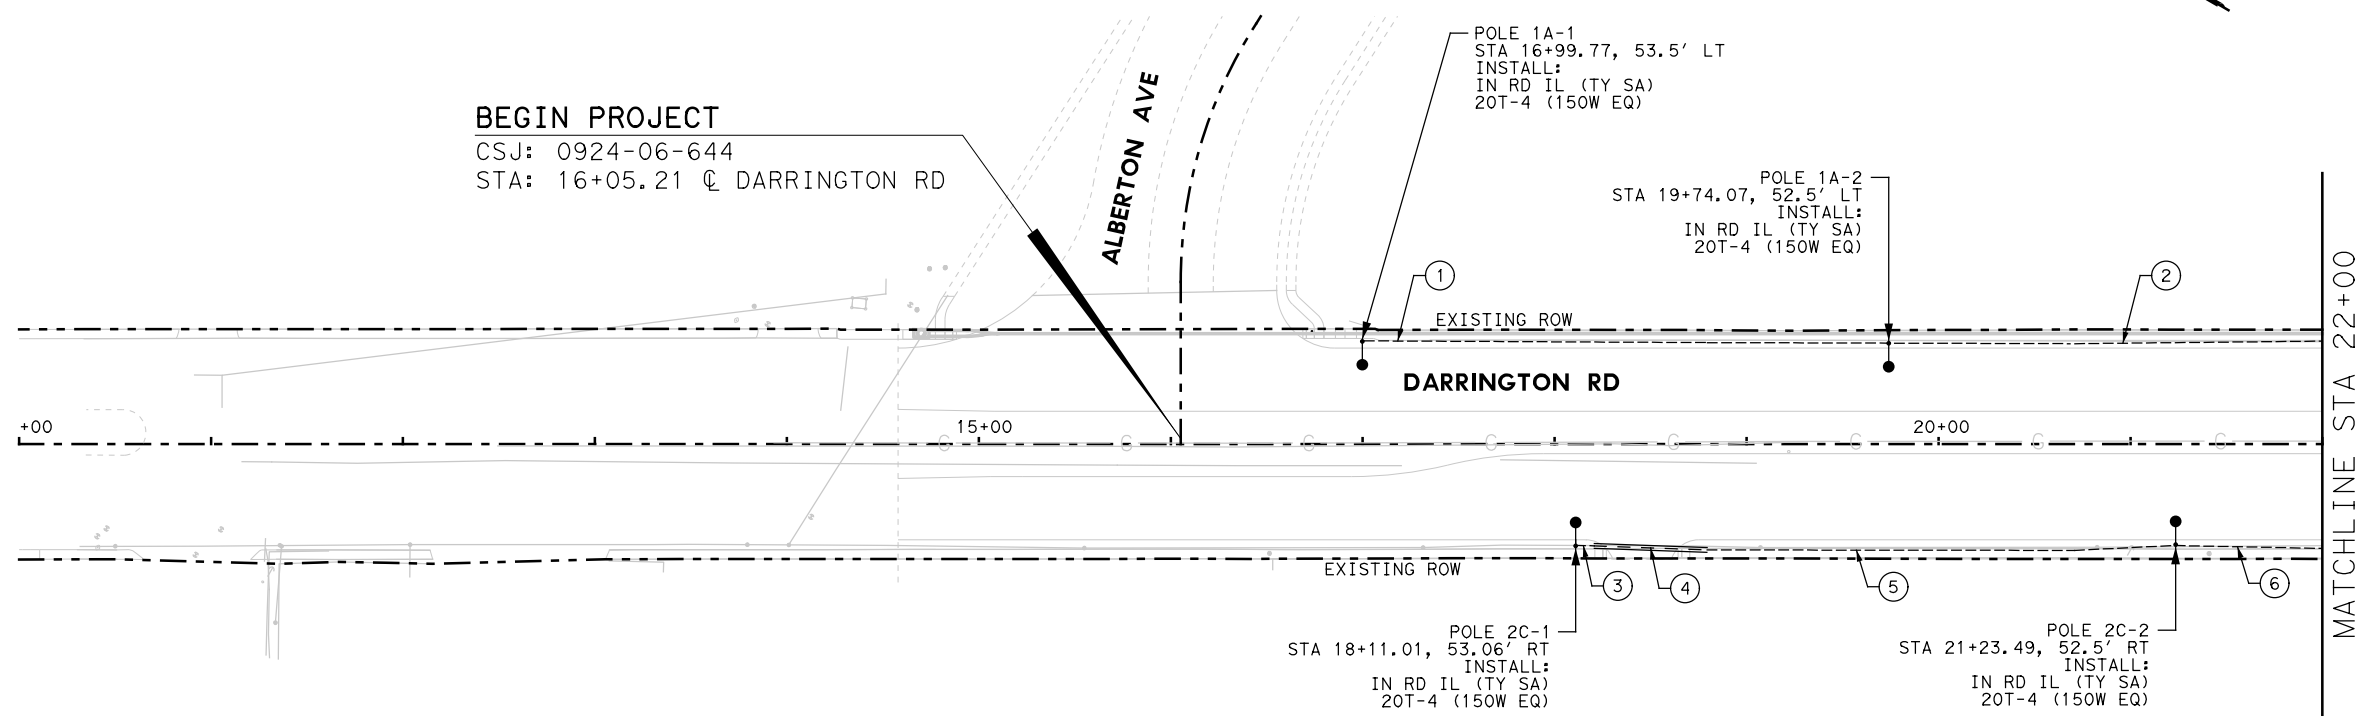 POLE 1A-1
STA 16+99.77, 53.5' LT
INSTALL:
IN RD IL (TY SA)
20T-4 (150W EQ)
BEGIN PROJECT
CSJ: 0924-06-644
STA: 16+05.21 ℄ DARRINGTON RD
ALBERTON AVE
POLE 1A-2
STA 19+74.07, 52.5' LT
INSTALL:
IN RD IL (TY SA)
20T-4 (150W EQ)
1
2
EXISTING ROW
DARRINGTON RD
+00
15+00
20+00
G G G G G G G G
MATCHLINE STA 22+00
EXISTING ROW
3
4
5
6
POLE 2C-1
STA 18+11.01, 53.06' RT
INSTALL:
IN RD IL (TY SA)
20T-4 (150W EQ)
POLE 2C-2
STA 21+23.49, 52.5' RT
INSTALL:
IN RD IL (TY SA)
20T-4 (150W EQ)